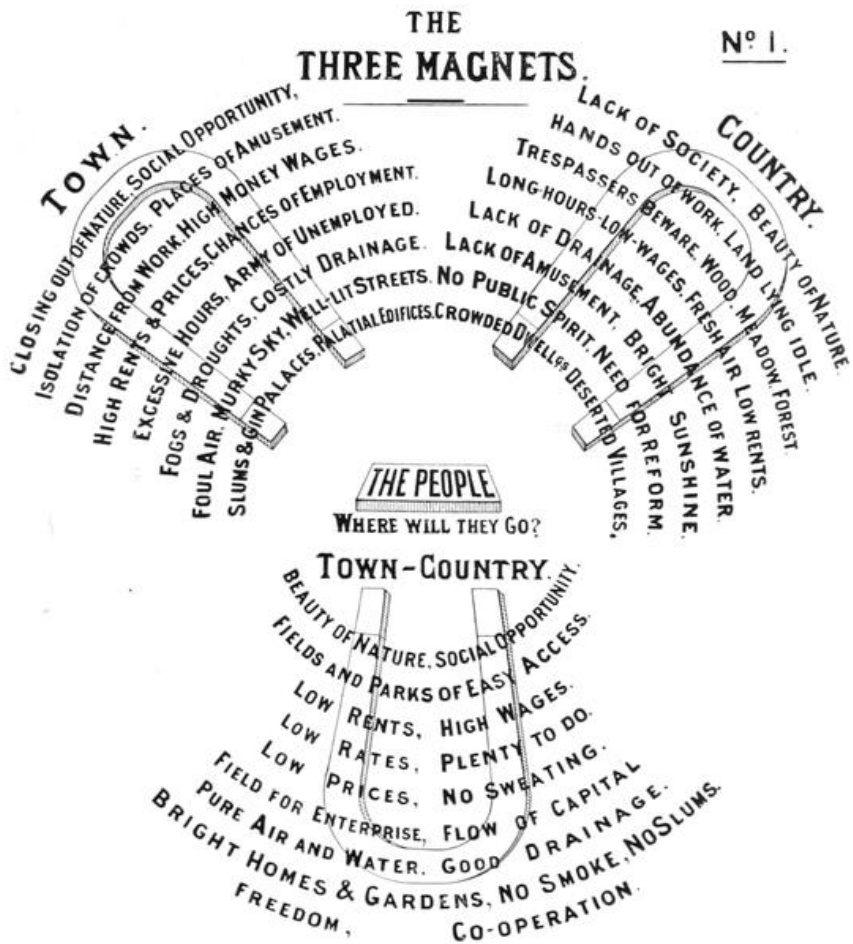 THE
THREE MAGNETS.
Nº 1.
TOWN.
CLOSING OUT OF NATURE. SOCIAL OPPORTUNITY,
ISOLATION OF CROWDS. PLACES OF AMUSEMENT.
DISTANCE FROM WORK. HIGH MONEY WAGES.
HIGH RENTS & PRICES. CHANCES OF EMPLOYMENT.
EXCESSIVE HOURS. ARMY OF UNEMPLOYED.
FOGS & DROUGHTS. COSTLY DRAINAGE.
FOUL AIR. MURKY SKY. WELL-LIT STREETS.
SLUMS & GIN PALACES. PALATIAL EDIFICES.
COUNTRY.
LACK OF SOCIETY. BEAUTY OF NATURE.
HANDS OUT OF WORK. LAND LYING IDLE.
TRESPASSERS BEWARE. WOOD, MEADOW, FOREST.
LONG-HOURS-LOW-WAGES. FRESH AIR LOW RENTS.
LACK OF DRAINAGE. ABUNDANCE OF WATER.
LACK OF AMUSEMENT. BRIGHT SUNSHINE.
NO PUBLIC SPIRIT. NEED FOR REFORM.
CROWDED DWELLGS DESERTED VILLAGES,
THE PEOPLE
WHERE WILL THEY GO?
TOWN-COUNTRY.
BEAUTY OF NATURE. SOCIAL OPPORTUNITY.
FIELDS AND PARKS OF EASY ACCESS.
LOW RENTS, HIGH WAGES.
LOW RATES, PLENTY TO DO.
LOW PRICES, NO SWEATING.
FIELD FOR ENTERPRISE, FLOW OF CAPITAL
PURE AIR AND WATER. GOOD DRAINAGE.
BRIGHT HOMES & GARDENS, NO SMOKE, NO SLUMS.
FREEDOM, CO-OPERATION.